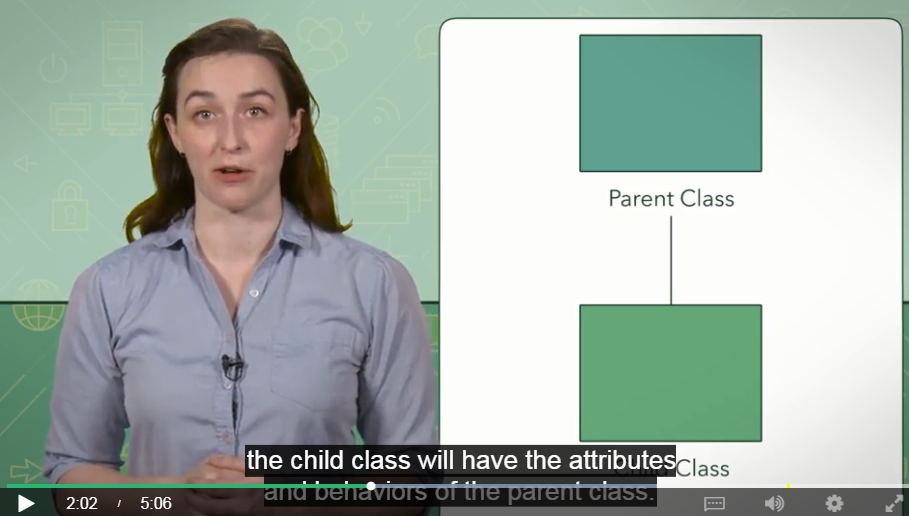 Parent Class
Child Class
the child class will have the attributes
and behaviors of the parent class.
2:02 / 5:06